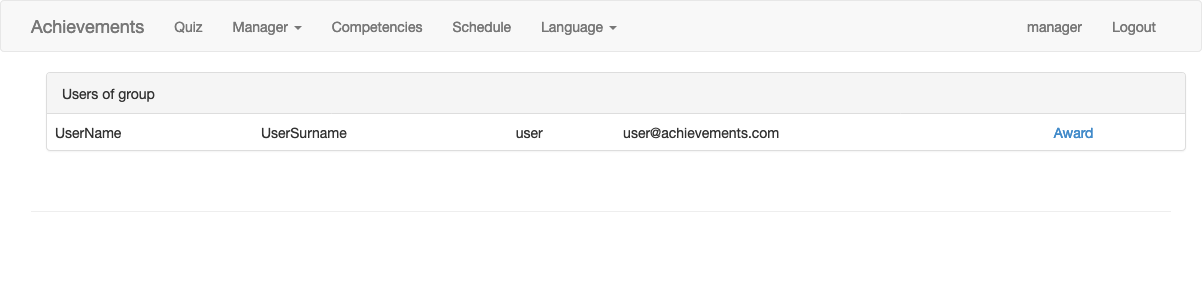 Achievements Quiz Manager Competencies Schedule Language manager Logout
Users of group
UserName UserSurname user user@achievements.com Award